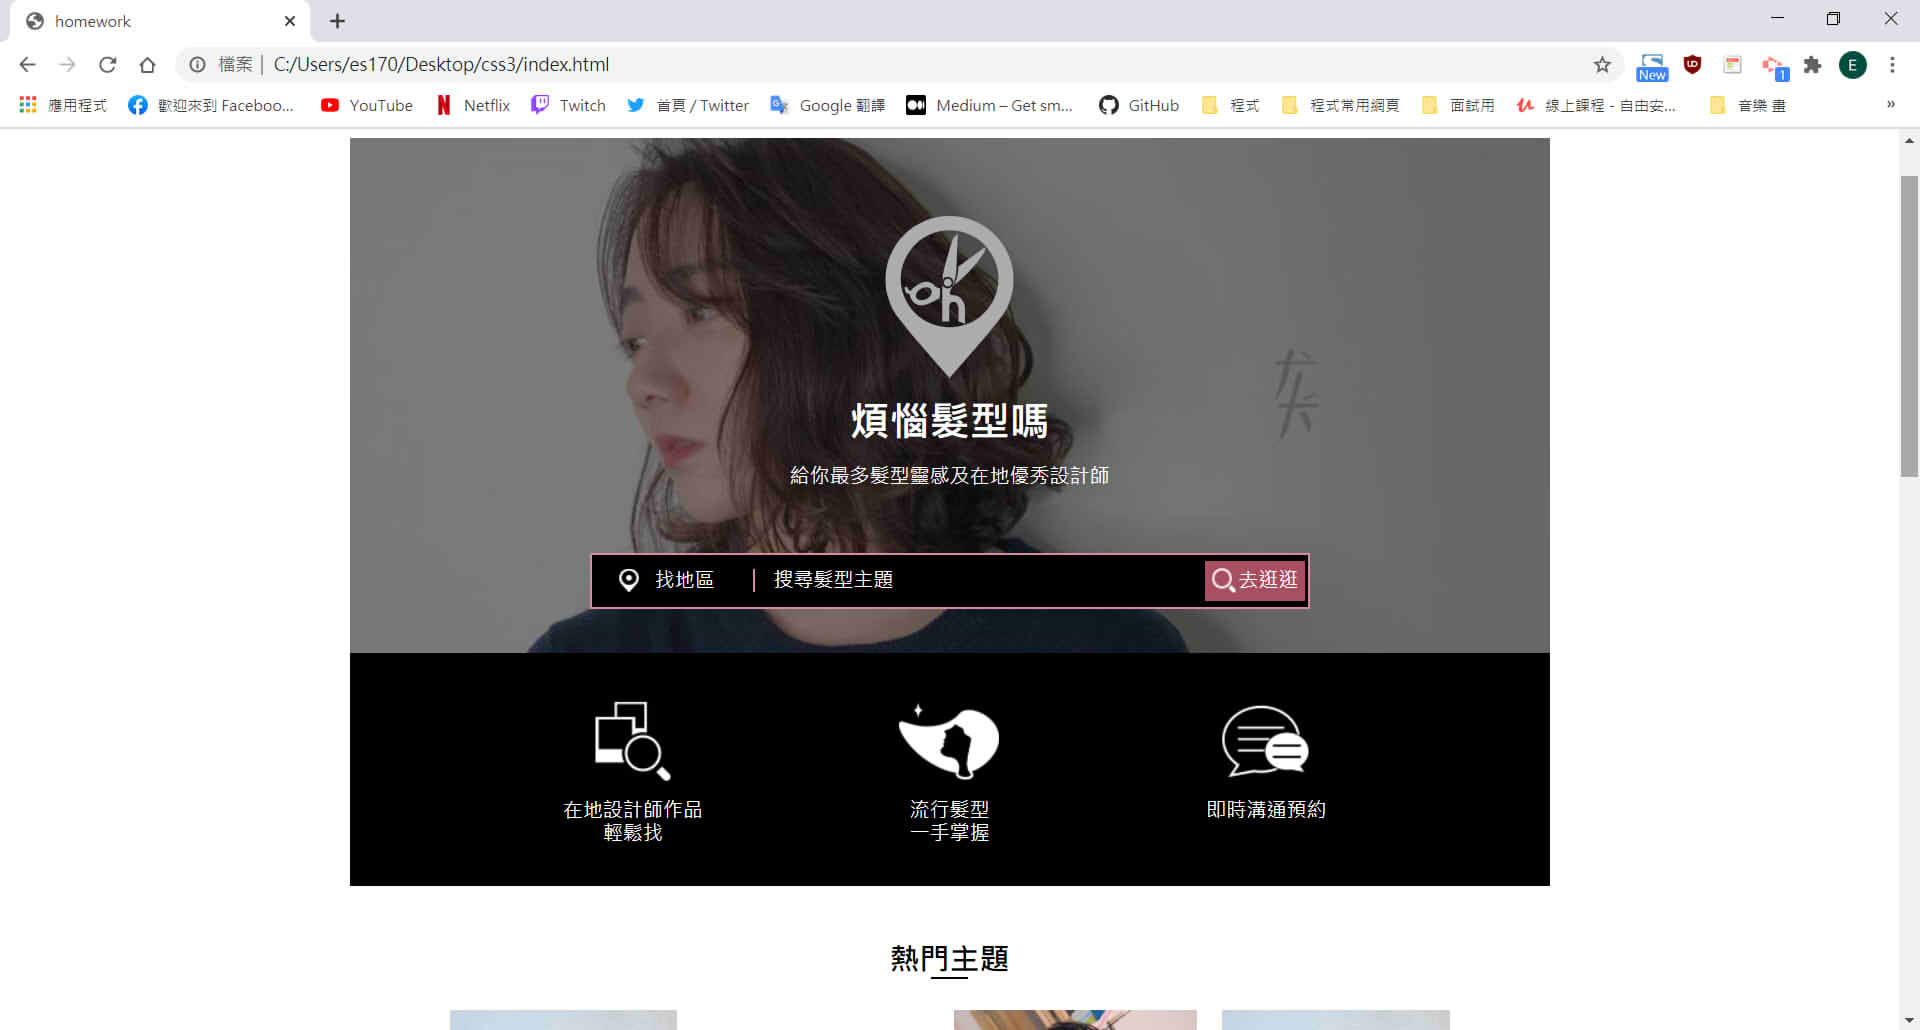 homework
檔案 | C:/Users/es170/Desktop/css3/index.html
New
1
E
應用程式 歡迎來到 Faceboo... YouTube Netflix Twitch 首頁 / Twitter Google 翻譯 Medium – Get sm... GitHub 程式 程式常用網頁 面試用 線上課程 - 自由安... 音樂 畫 »
煩惱髮型嗎
給你最多髮型靈感及在地優秀設計師
找地區 | 搜尋髮型主題 去逛逛
在地設計師作品 流行髮型 即時溝通預約
輕鬆找 一手掌握
熱門主題